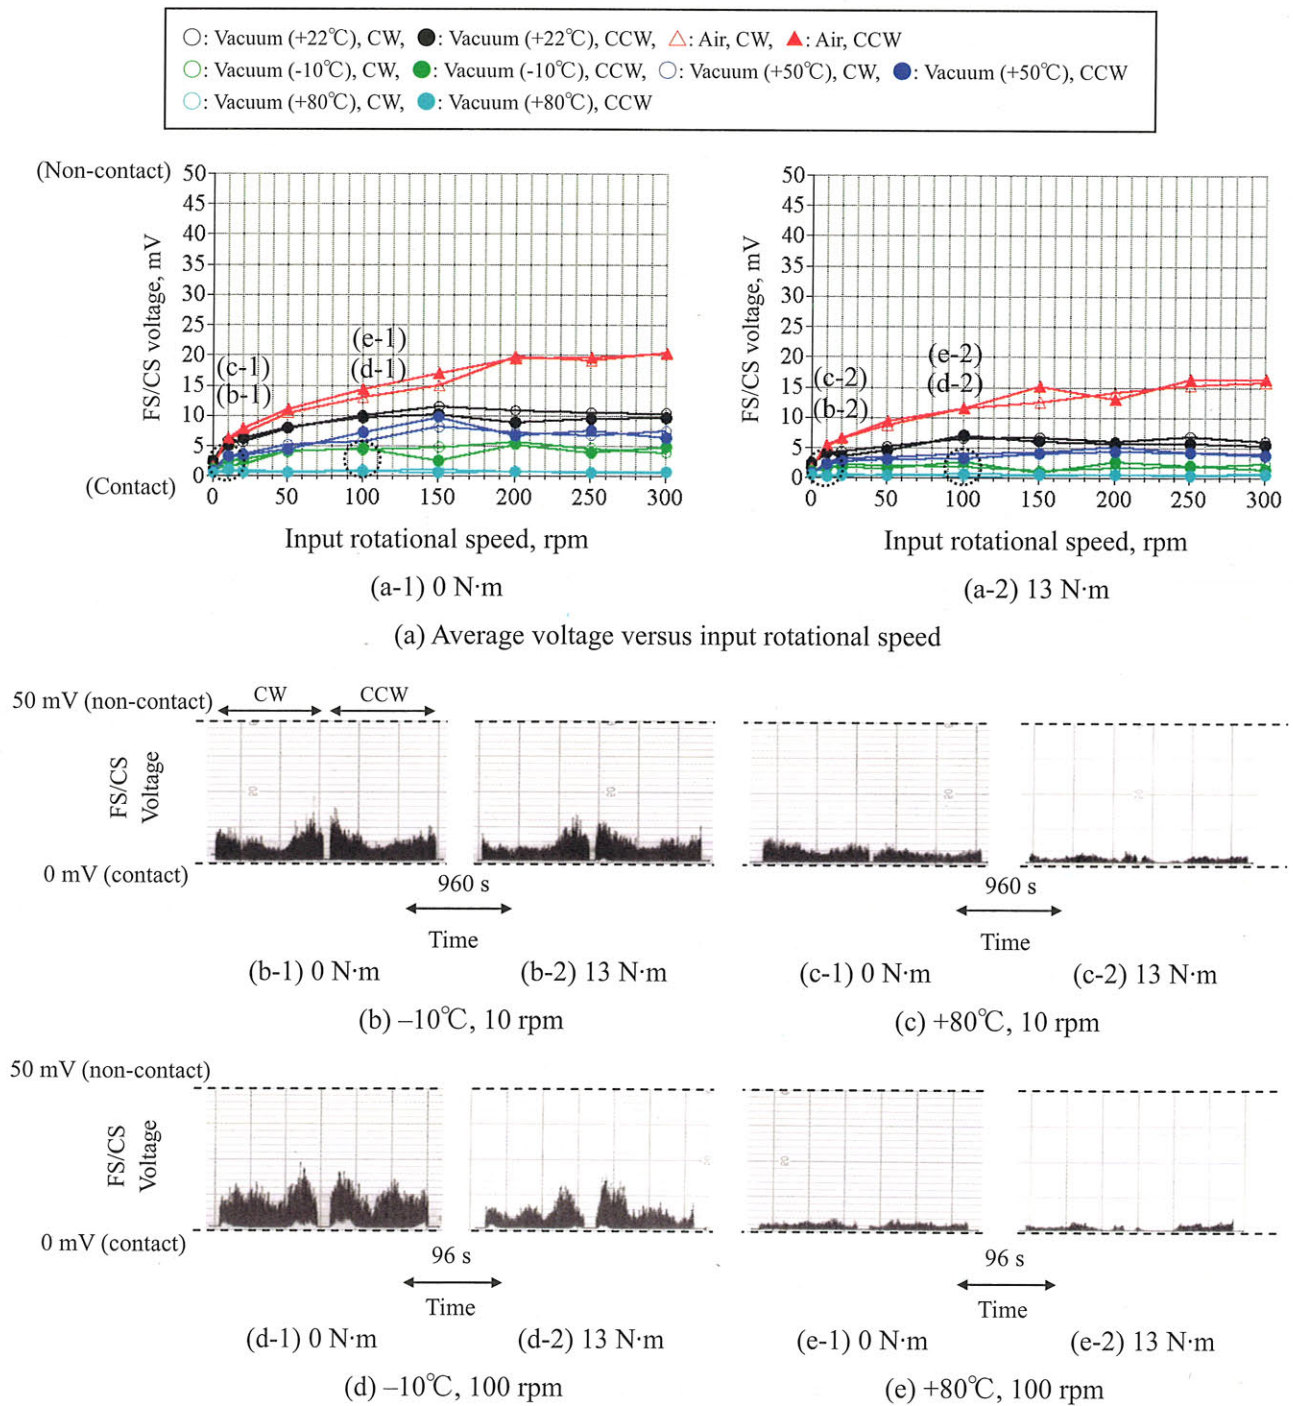 ○: Vacuum (+22℃), CW, ●: Vacuum (+22℃), CCW, △: Air, CW, ▲: Air, CCW
○: Vacuum (-10℃), CW, ●: Vacuum (-10℃), CCW, ○: Vacuum (+50℃), CW, ●: Vacuum (+50℃), CCW
○: Vacuum (+80℃), CW, ●: Vacuum (+80℃), CCW
(Non-contact)
(Contact)
FS/CS voltage, mV
50
45
40
35
30
25
20
15
10
5
0
(c-1)
(b-1)
(e-1)
(d-1)
0 50 100 150 200 250 300
Input rotational speed, rpm
(a-1) 0 N·m
FS/CS voltage, mV
50
45
40
35
30
25
20
15
10
5
0
(c-2)
(b-2)
(e-2)
(d-2)
0 50 100 150 200 250 300
Input rotational speed, rpm
(a-2) 13 N·m
(a) Average voltage versus input rotational speed
50 mV (non-contact)
CW CCW
FS/CS
Voltage
0 mV (contact)
960 s
Time
960 s
Time
(b-1) 0 N·m (b-2) 13 N·m (c-1) 0 N·m (c-2) 13 N·m
(b) –10℃, 10 rpm (c) +80℃, 10 rpm
50 mV (non-contact)
FS/CS
Voltage
0 mV (contact)
96 s
Time
96 s
Time
(d-1) 0 N·m (d-2) 13 N·m (e-1) 0 N·m (e-2) 13 N·m
(d) –10℃, 100 rpm (e) +80℃, 100 rpm